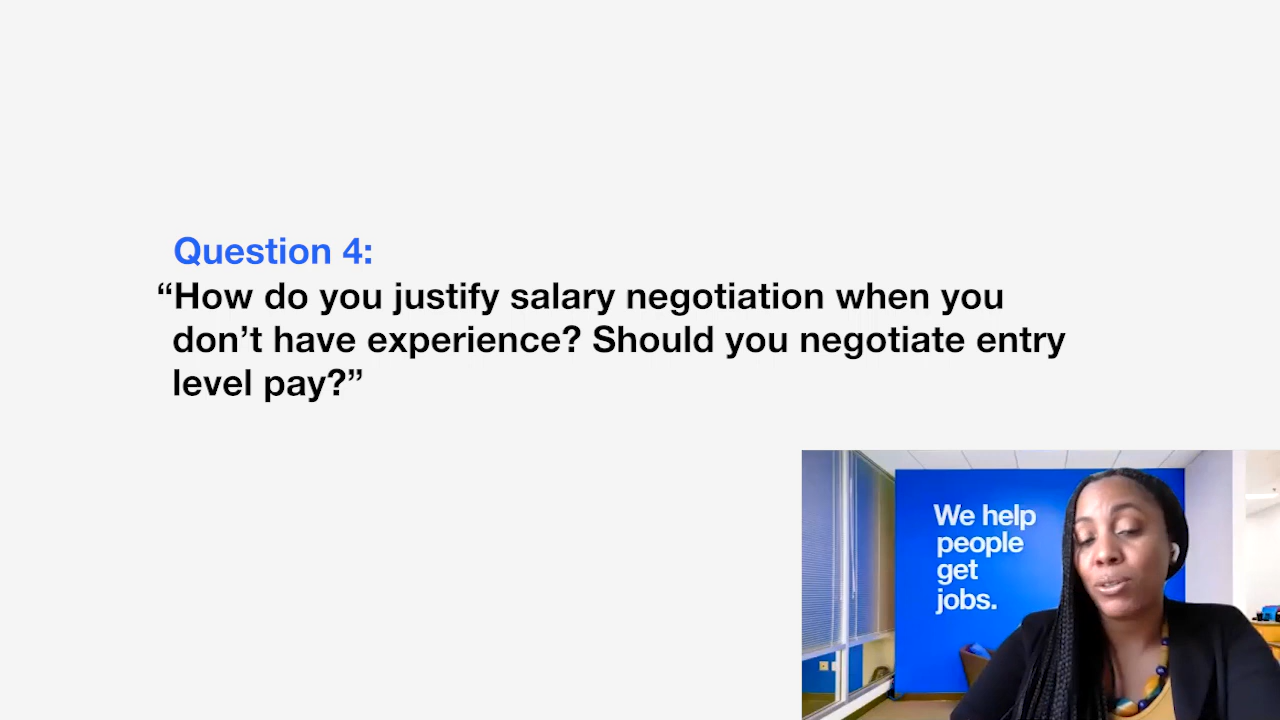 Question 4:
“How do you justify salary negotiation when you
don’t have experience? Should you negotiate entry
level pay?”
We help
people
get
jobs.